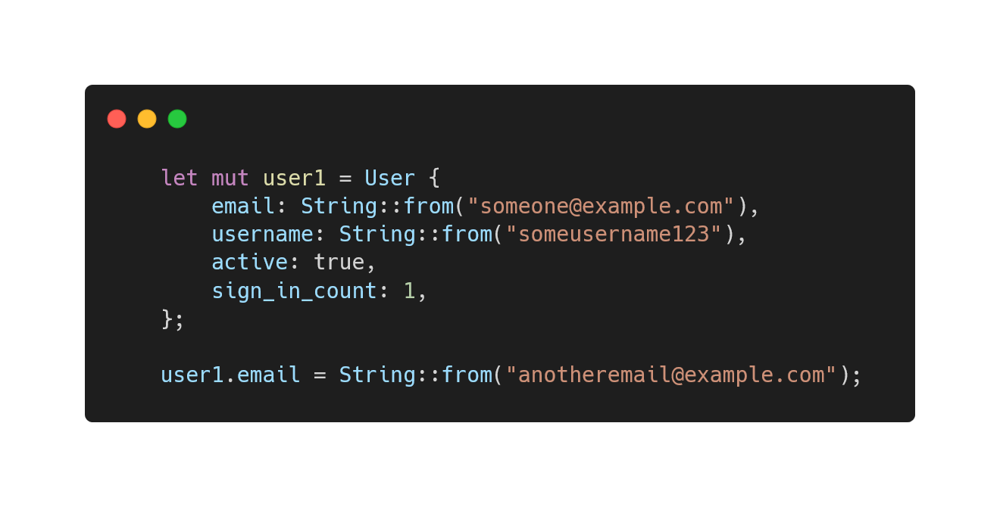 let mut user1 = User {
    email: String::from("someone@example.com"),
    username: String::from("someusername123"),
    active: true,
    sign_in_count: 1,
};

user1.email = String::from("anotheremail@example.com");